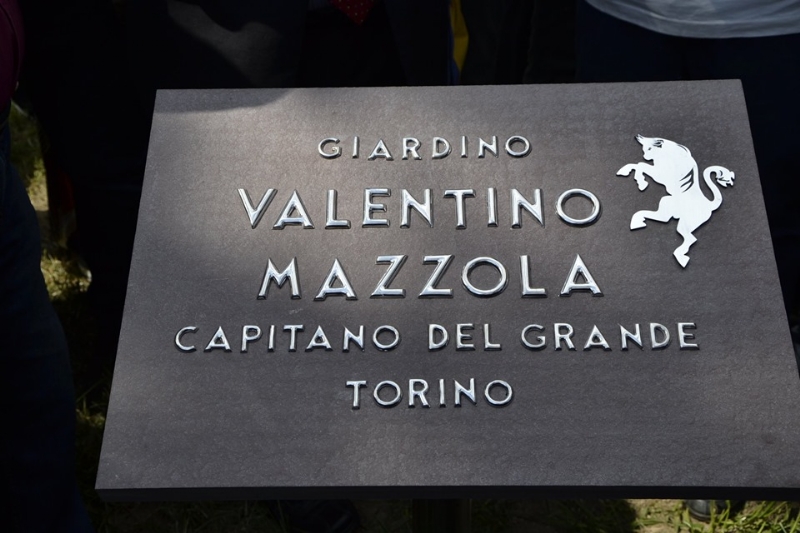 GIARDINO
VALENTINO
MAZZOLA
CAPITANO DEL GRANDE
TORINO